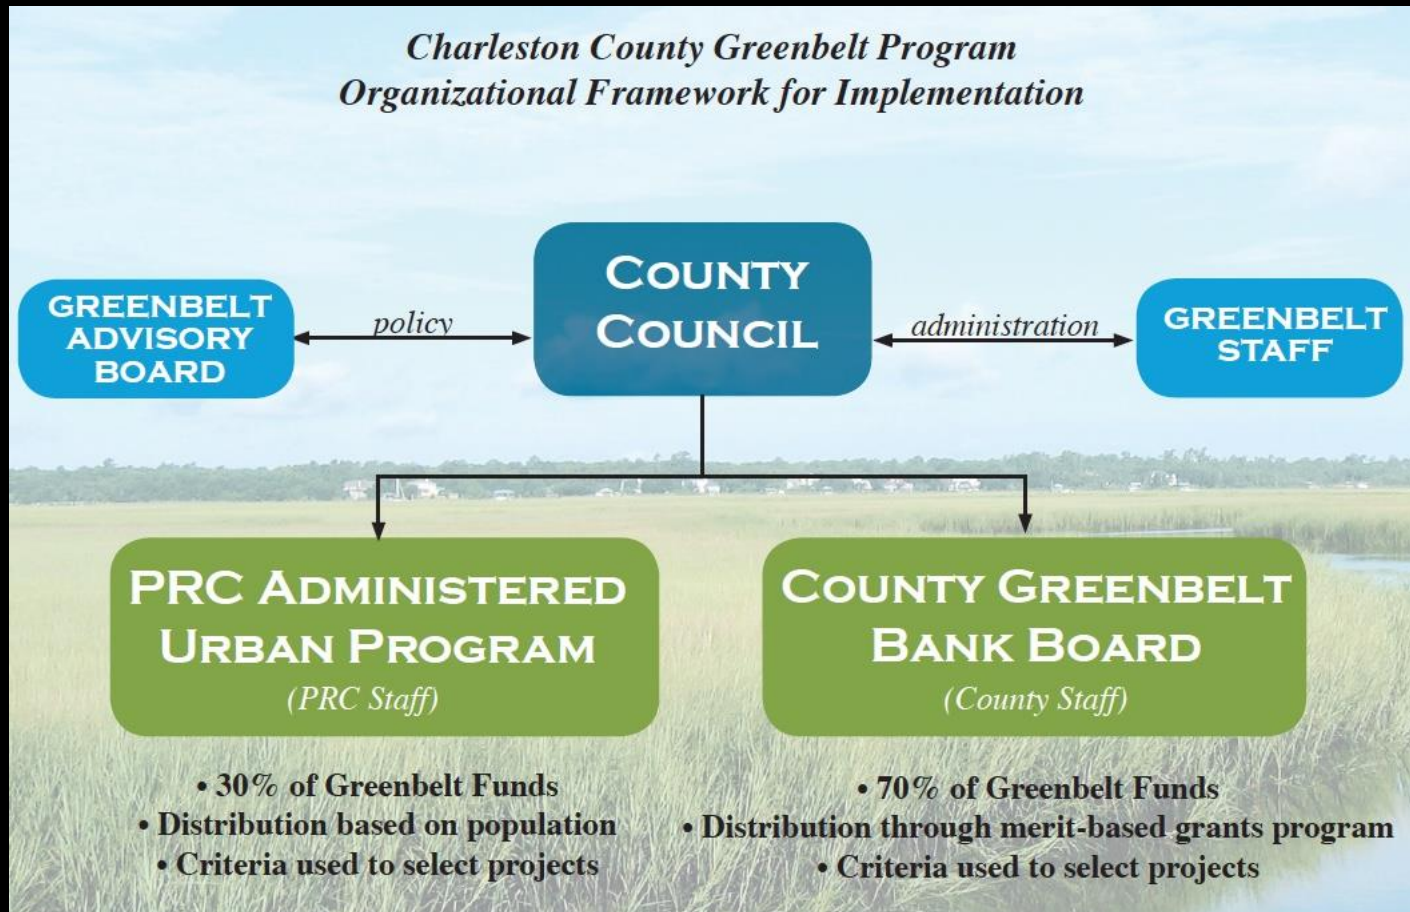 Charleston County Greenbelt Program
Organizational Framework for Implementation
COUNTY
COUNCIL
GREENBELT
ADVISORY
BOARD
policy
administration
GREENBELT
STAFF
PRC ADMINISTERED
URBAN PROGRAM
(PRC Staff)
• 30% of Greenbelt Funds
• Distribution based on population
• Criteria used to select projects
COUNTY GREENBELT
BANK BOARD
(County Staff)
• 70% of Greenbelt Funds
• Distribution through merit-based grants program
• Criteria used to select projects